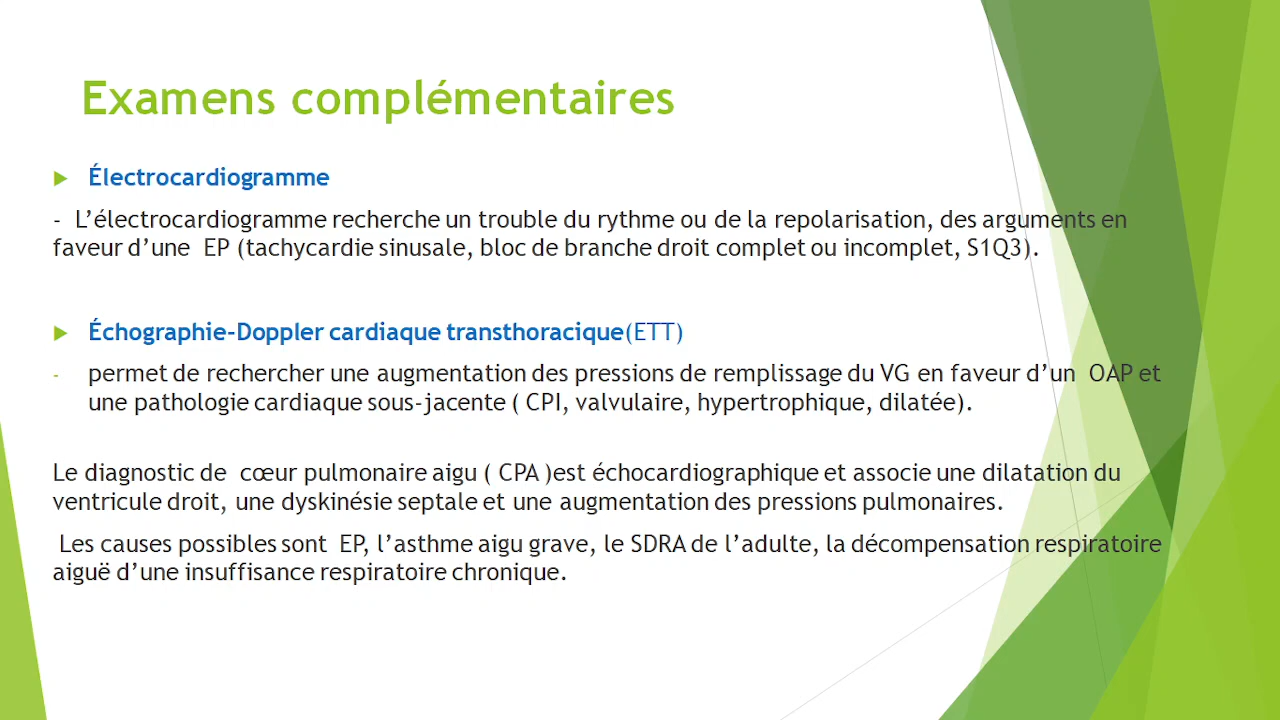 Examens complémentaires
Électrocardiogramme
- L’électrocardiogramme recherche un trouble du rythme ou de la repolarisation, des arguments en
faveur d’une EP (tachycardie sinusale, bloc de branche droit complet ou incomplet, S1Q3).
Échographie-Doppler cardiaque transthoracique(ETT)
- permet de rechercher une augmentation des pressions de remplissage du VG en faveur d’un OAP et
une pathologie cardiaque sous-jacente ( CPI, valvulaire, hypertrophique, dilatée).
Le diagnostic de cœur pulmonaire aigu ( CPA )est échocardiographique et associe une dilatation du
ventricule droit, une dyskinésie septale et une augmentation des pressions pulmonaires.
Les causes possibles sont EP, l’asthme aigu grave, le SDRA de l’adulte, la décompensation respiratoire
aiguë d’une insuffisance respiratoire chronique.